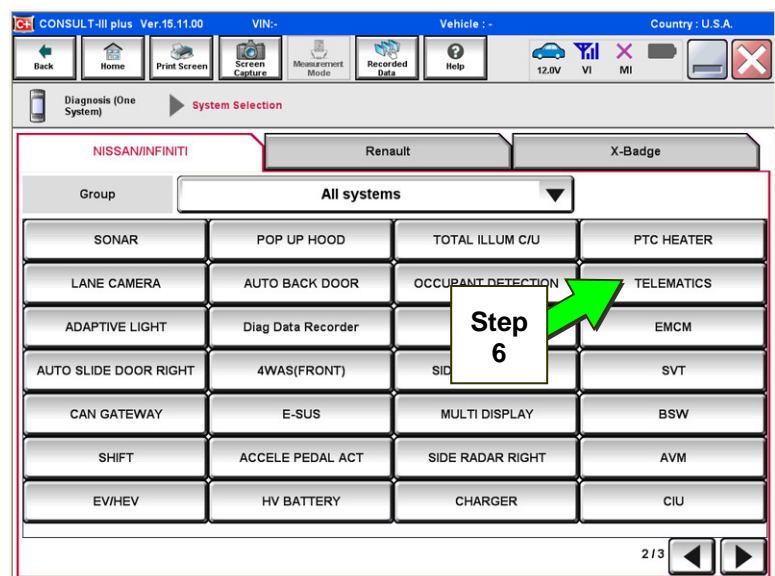 C+ CONSULT-III plus Ver.15.11.00 VIN:- Vehicle : - Country : U.S.A.
Back Home Print Screen Screen Capture Measurement Mode Recorded Data Help 12.0V VI MI
Diagnosis (One System) System Selection
NISSAN/INFINITI Renault X-Badge
Group All systems
SONAR POP UP HOOD TOTAL ILLUM C/U PTC HEATER
LANE CAMERA AUTO BACK DOOR OCCUPANT DETECTION TELEMATICS
ADAPTIVE LIGHT Diag Data Recorder EMCM
Step 6
AUTO SLIDE DOOR RIGHT 4WAS(FRONT) SID SVT
CAN GATEWAY E-SUS MULTI DISPLAY BSW
SHIFT ACCELE PEDAL ACT SIDE RADAR RIGHT AVM
EV/HEV HV BATTERY CHARGER CIU
2/3